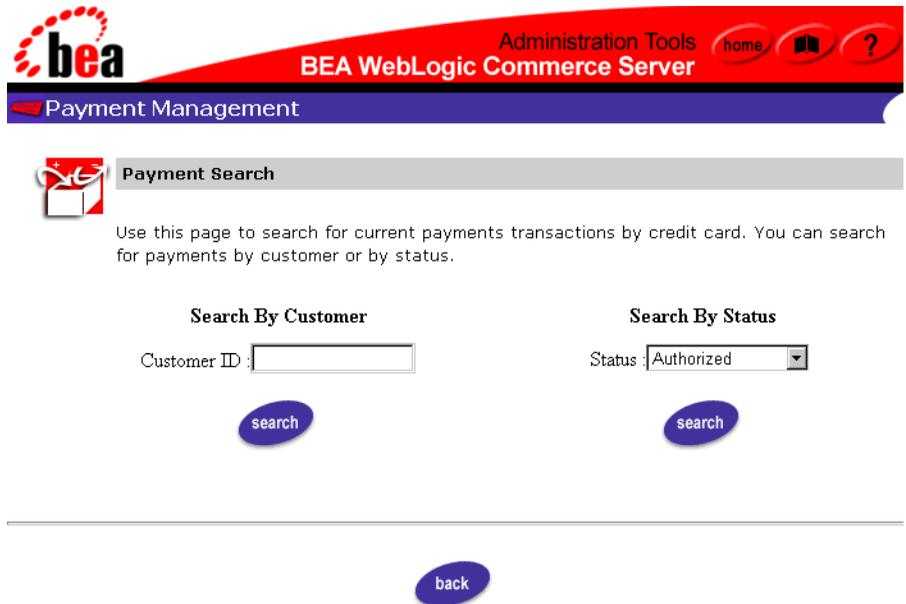 bea
Administration Tools
BEA WebLogic Commerce Server
home
?
Payment Management
Payment Search
Use this page to search for current payments transactions by credit card. You can search
for payments by customer or by status.
Search By Customer
Customer ID :
search
Search By Status
Status : Authorized
search
back